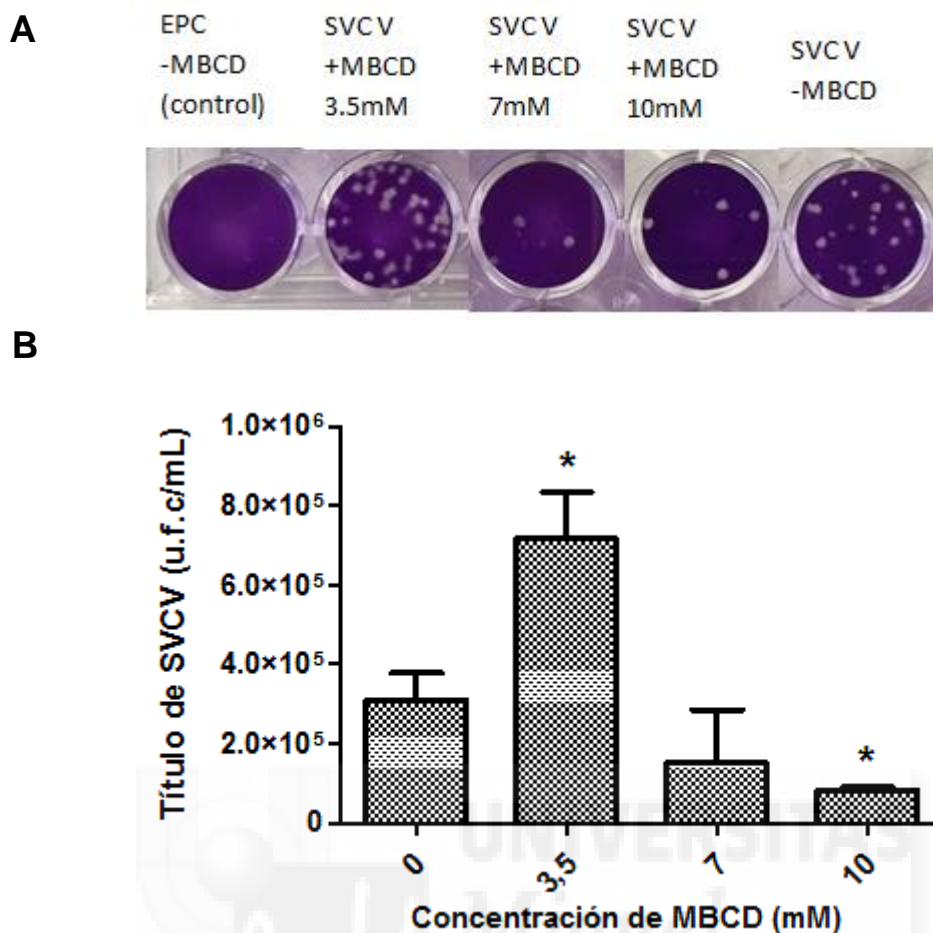 A
EPC
-MBCD
(control)
SVCV
+MBCD
3.5mM
SVCV
+MBCD
7mM
SVCV
+MBCD
10mM
SVCV
-MBCD
B
Título de SVCV (u.f.c/mL)
1.0×10⁶
8.0×10⁵
6.0×10⁵
4.0×10⁵
2.0×10⁵
0
*
*
0
3,5
7
10
Concentración de MBCD (mM)
UNIVERSITAS